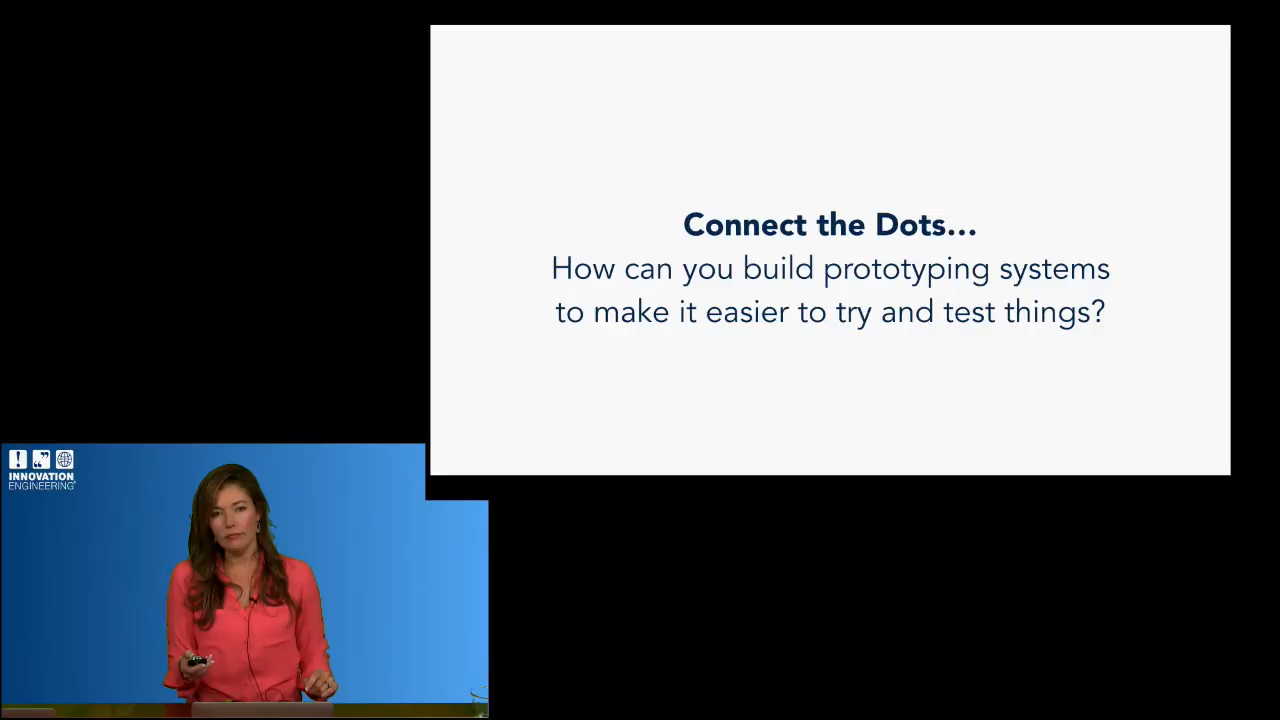 Connect the Dots...
How can you build prototyping systems
to make it easier to try and test things?
INNOVATION
ENGINEERING®